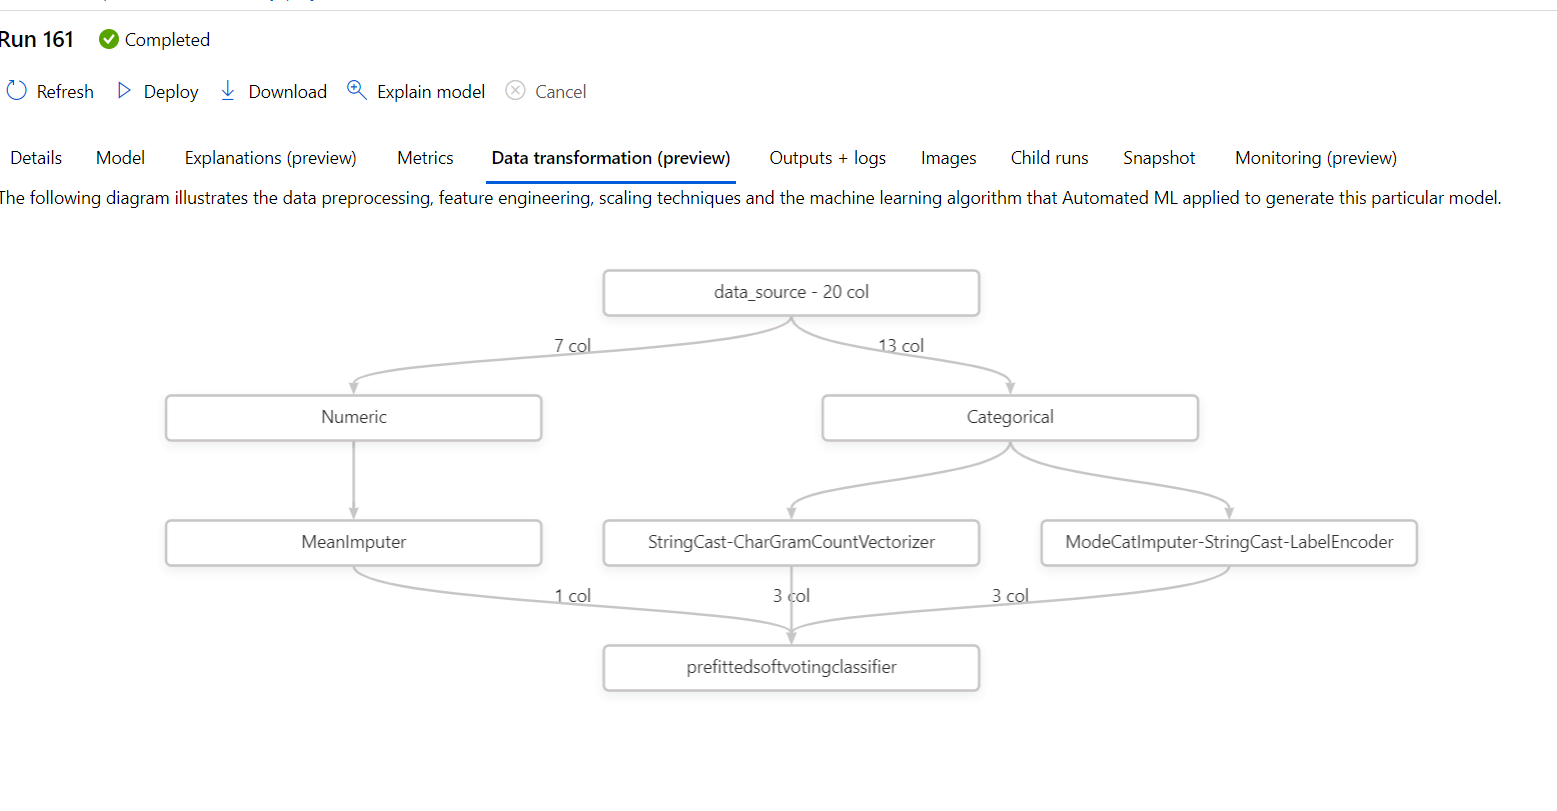 Run 161 Completed
Refresh Deploy Download Explain model Cancel
Details Model Explanations (preview) Metrics Data transformation (preview) Outputs + logs Images Child runs Snapshot Monitoring (preview)
The following diagram illustrates the data preprocessing, feature engineering, scaling techniques and the machine learning algorithm that Automated ML applied to generate this particular model.
data_source - 20 col
7 col 13 col
Numeric Categorical
MeanImputer StringCast-CharGramCountVectorizer ModeCatImputer-StringCast-LabelEncoder
1 col 3 col 3 col
prefittedsoftvotingclassifier